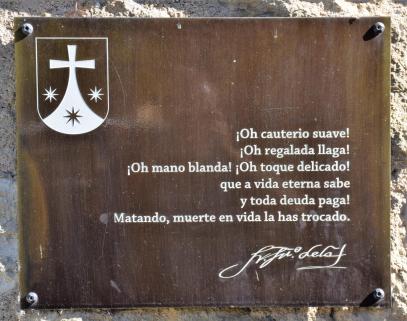 ¡Oh cauterio suave!
¡Oh regalada llaga!
¡Oh mano blanda! ¡Oh toque delicado!
que a vida eterna sabe
y toda deuda paga!
Matando, muerte en vida la has trocado.